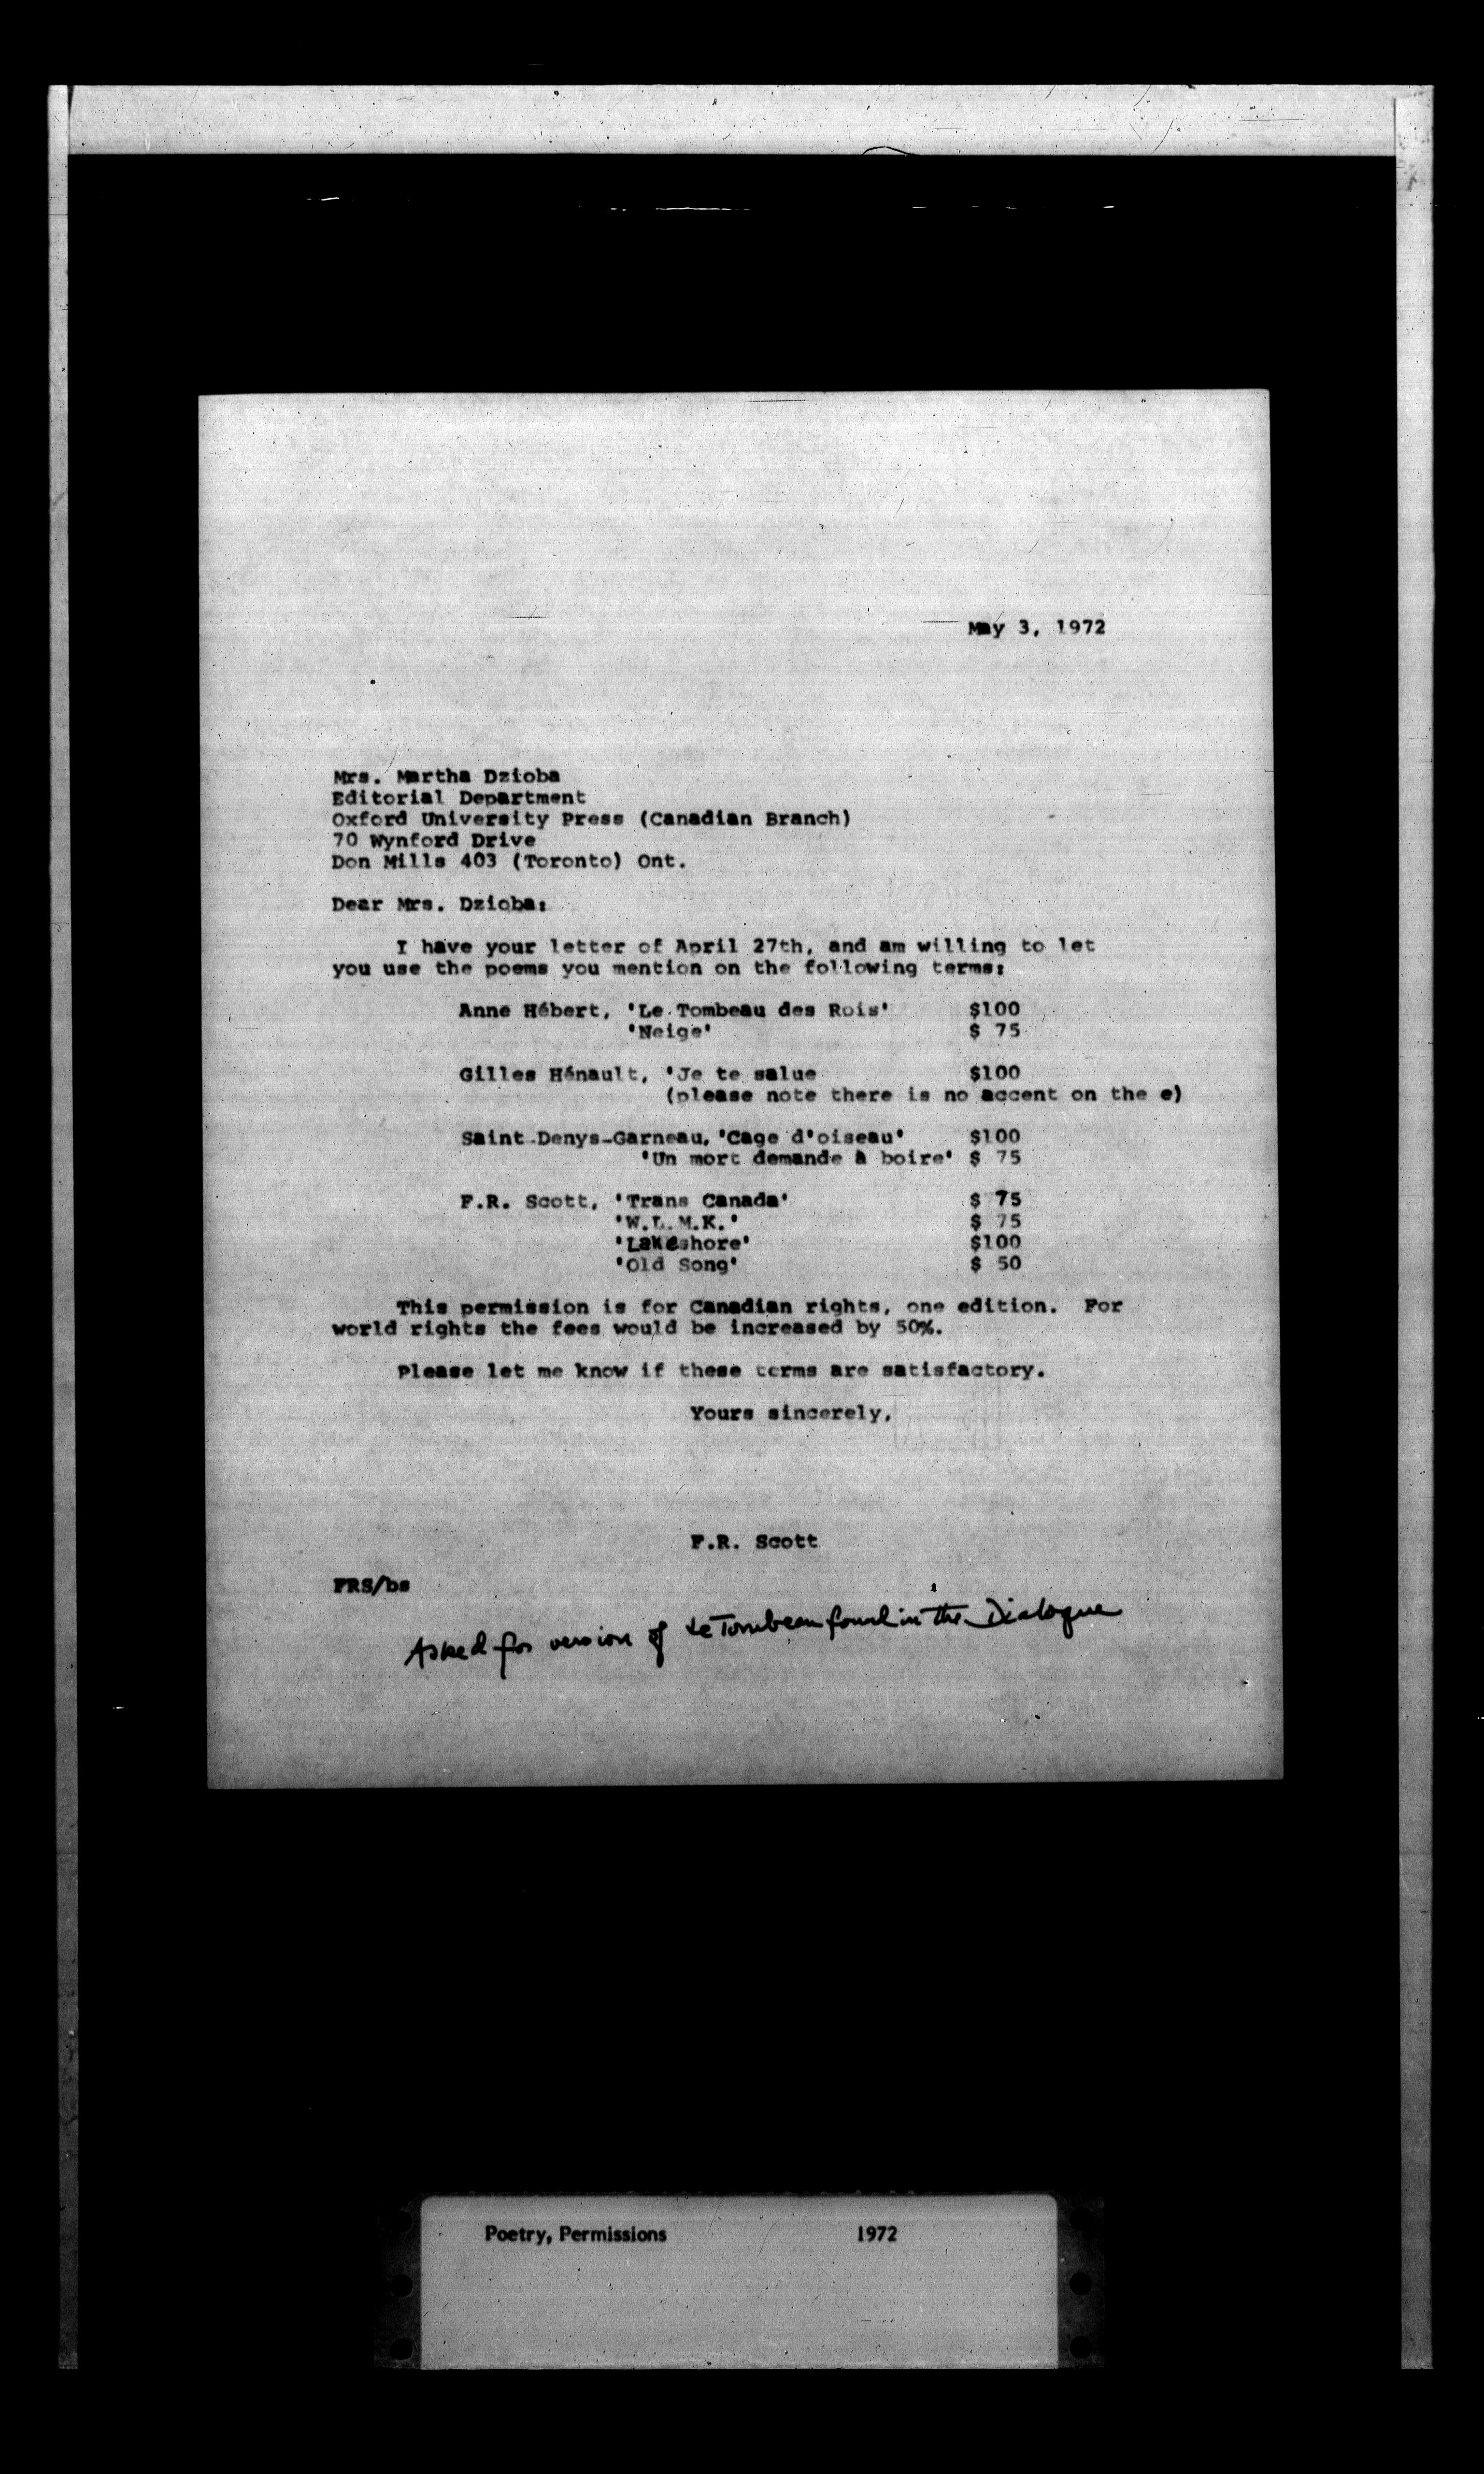 May 3, 1972
Mrs. Martha Dzioba
Editorial Department
Oxford University Press (Canadian Branch)
70 Wynford Drive
Don Mills 403 (Toronto) Ont.
Dear Mrs. Dzioba:
I have your letter of April 27th, and am willing to let
you use the poems you mention on the following terms:
Anne Hébert, 'Le Tombeau des Rois' $100
'Neige' $ 75
Gilles Hénault, 'Je te salue $100
(please note there is no accent on the e)
Saint-Denys-Garneau, 'Cage d'oiseau' $100
'Un mort demande à boire' $ 75
F.R. Scott, 'Trans Canada' $ 75
'W.L.M.K.' $ 75
'Lakeshore' $100
'Old Song' $ 50
This permission is for Canadian rights, one edition. For
world rights the fees would be increased by 50%.
Please let me know if these terms are satisfactory.
Yours sincerely,
F.R. Scott
FRS/bs
Asked for version of Le Tombeau found in the Dialogue
Poetry, Permissions 1972